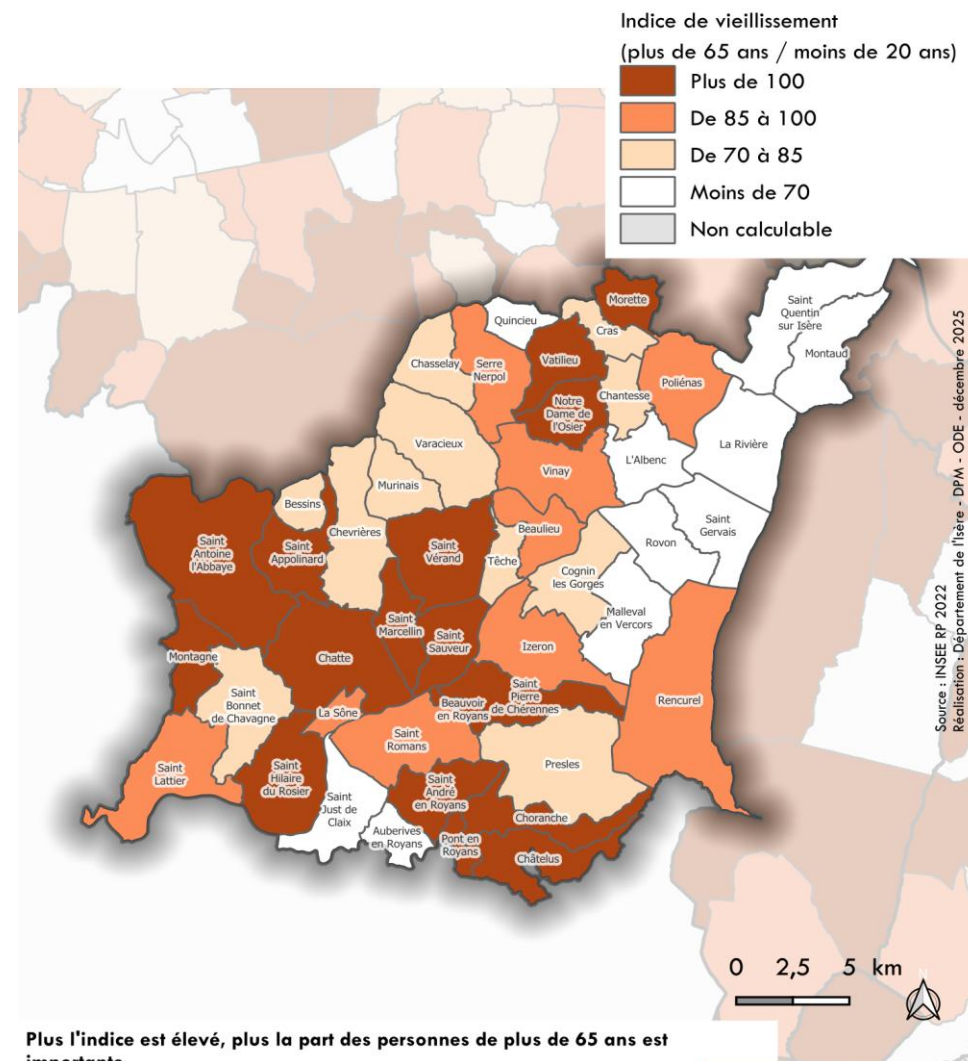 Indice de vieillissement
(plus de 65 ans / moins de 20 ans)
Plus de 100
De 85 à 100
De 70 à 85
Moins de 70
Non calculable
Morette
Saint
Quentin
sur Isère
Quincieu
Cras
Montaud
Chasselay
Serre
Nerpol
Vatilieu
Poliénas
Chantesse
Notre
Dame de
l'Osier
Varacieux
La Rivière
L'Albenc
Vinay
Murinais
Bessins
Saint
Gervais
Chevrières
Beaulieu
Rovon
Saint
Antoine
l'Abbaye
Saint
Appolinard
Saint
Vérand
Têche
Cognin
les Gorges
Malleval
en Vercors
Saint
Marcellin
Saint
Sauveur
Izeron
Montagne
Chatte
Saint
Bonnet
de Chavagne
La Sône
Beauvoir
en Royans
Saint
Pierre
de Chérennes
Rencurel
Saint
Romans
Saint
Lattier
Saint
Hilaire
du Rosier
Presles
Saint
André
en Royans
Saint
Just de
Claix
Choranche
Auberives
en Royans
Pont en
Royans
Châtelus
Source : INSEE RP 2022
Réalisation : Département de l'Isère - DPM - ODE - décembre 2025
0 2,5 5 km
N
Plus l'indice est élevé, plus la part des personnes de plus de 65 ans est
importante